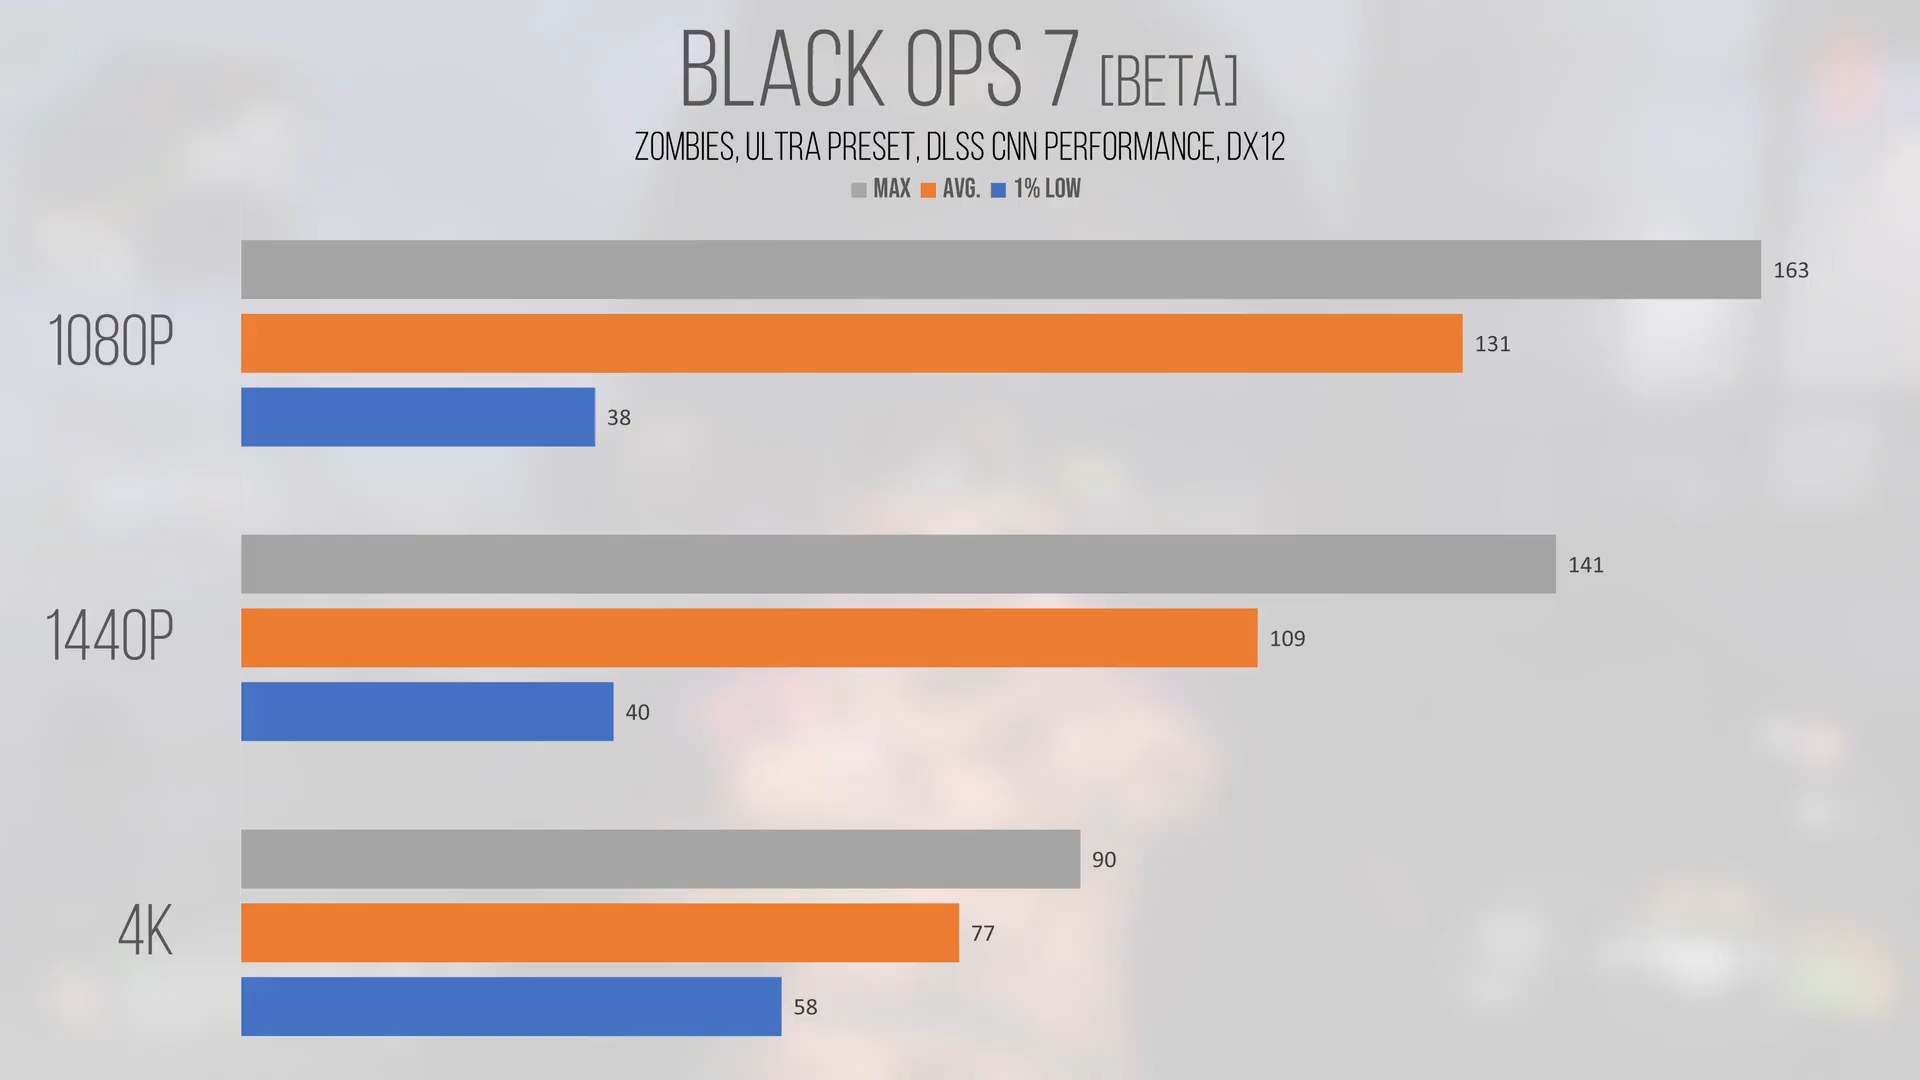 BLACK OPS 7 [BETA]
ZOMBIES, ULTRA PRESET, DLSS CNN PERFORMANCE, DX12
MAX AVG. 1% LOW
163
1080P 131
38
141
1440P 109
40
90
4K 77
58